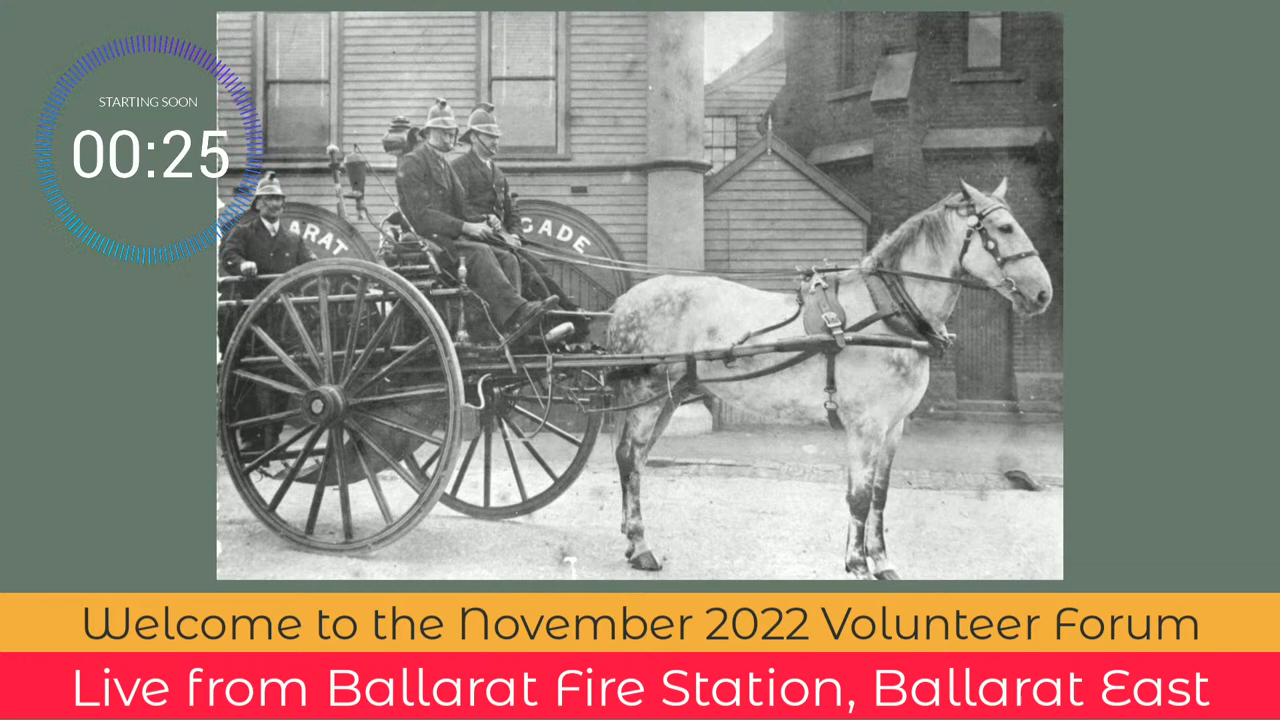 STARTING SOON
00:25
ARAT
GADE
Welcome to the November 2022 Volunteer Forum
Live from Ballarat Fire Station, Ballarat East